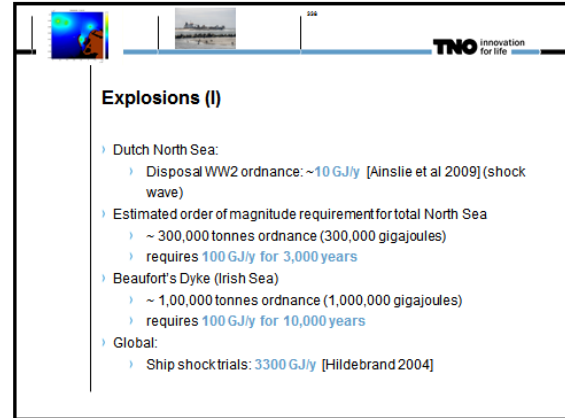 336
TNO innovation
for life
Explosions (I)
› Dutch North Sea:
› Disposal WW2 ordnance: ~10 GJ/y [Ainslie et al 2009] (shock
wave)
› Estimated order of magnitude requirement for total North Sea
› ~ 300,000 tonnes ordnance (300,000 gigajoules)
› requires 100 GJ/y for 3,000 years
› Beaufort's Dyke (Irish Sea)
› ~ 1,00,000 tonnes ordnance (1,000,000 gigajoules)
› requires 100 GJ/y for 10,000 years
› Global:
› Ship shock trials: 3300 GJ/y [Hildebrand 2004]